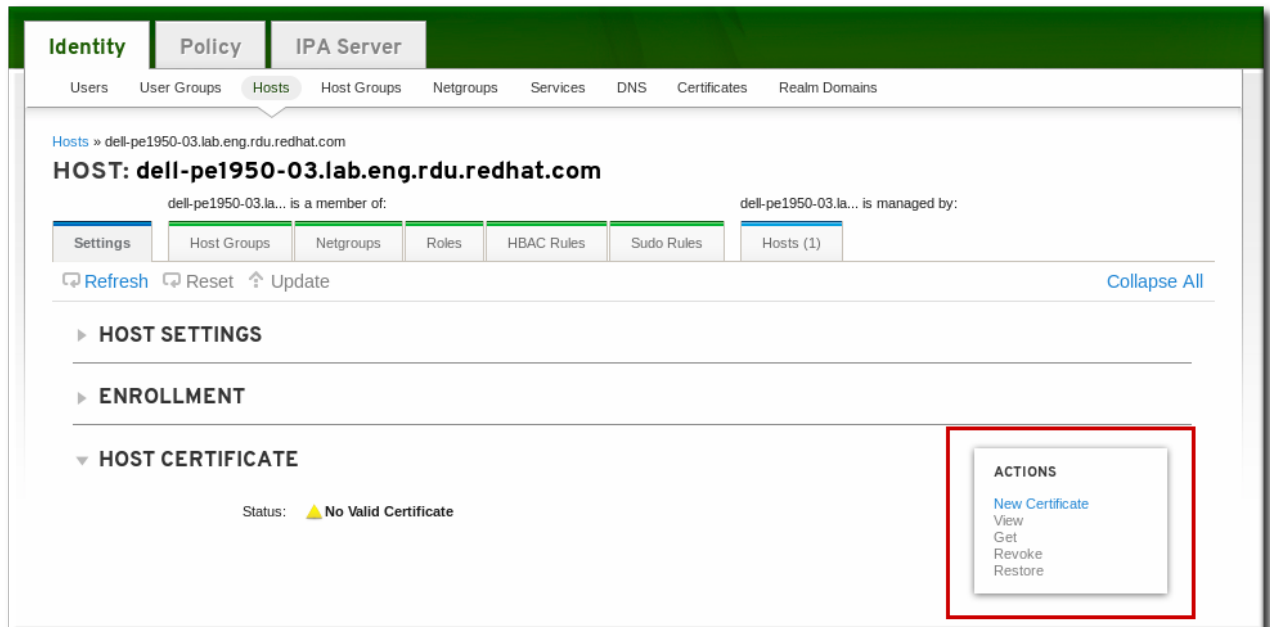 Identity Policy IPA Server
Users User Groups Hosts Host Groups Netgroups Services DNS Certificates Realm Domains
Hosts » dell-pe1950-03.lab.eng.rdu.redhat.com
HOST: dell-pe1950-03.lab.eng.rdu.redhat.com
dell-pe1950-03.la... is a member of: dell-pe1950-03.la... is managed by:
Settings Host Groups Netgroups Roles HBAC Rules Sudo Rules Hosts (1)
Refresh Reset Update Collapse All
HOST SETTINGS
ENROLLMENT
HOST CERTIFICATE
Status: No Valid Certificate
ACTIONS
New Certificate
View
Get
Revoke
Restore